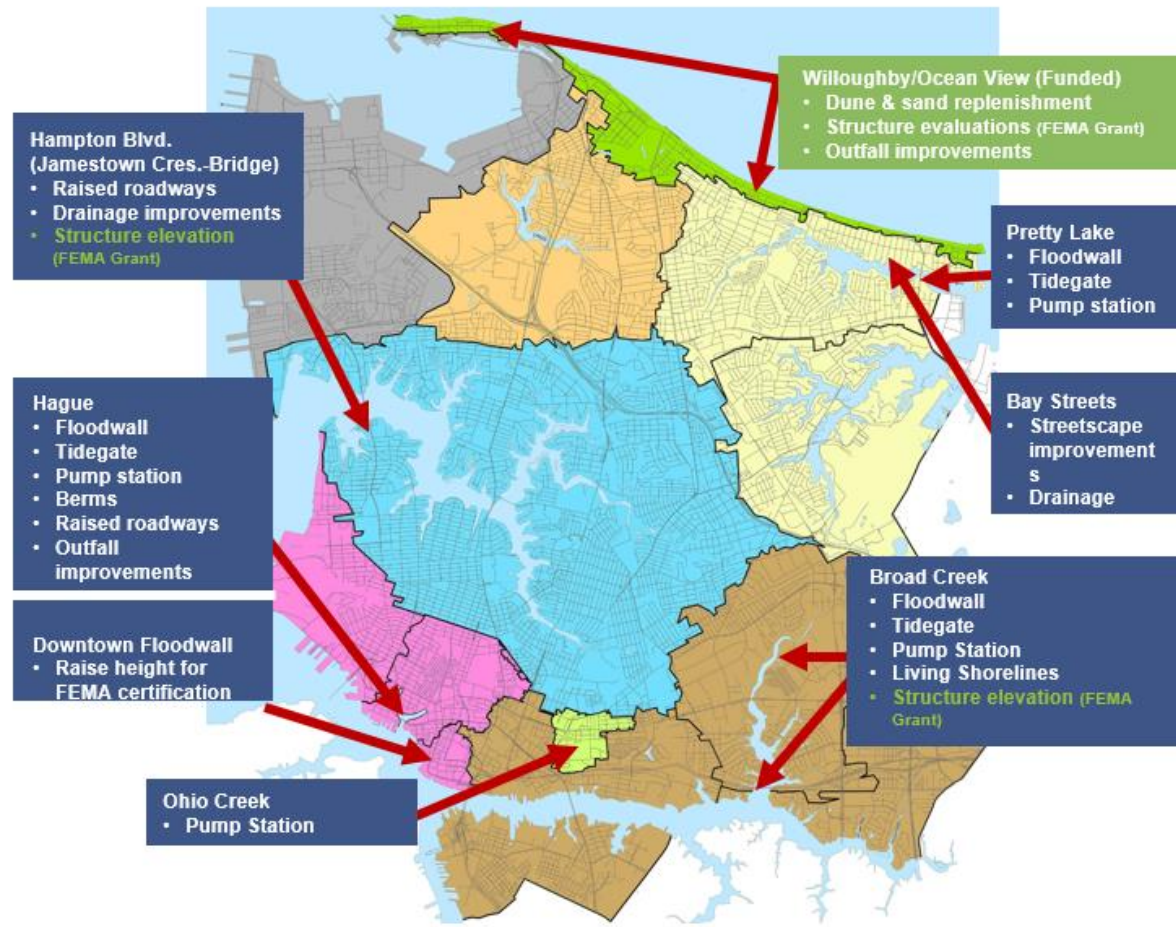 Willoughby/Ocean View (Funded)
• Dune & sand replenishment
• Structure evaluations (FEMA Grant)
• Outfall improvements
Hampton Blvd.
(Jamestown Cres.-Bridge)
• Raised roadways
• Drainage improvements
• Structure elevation
(FEMA Grant)
Pretty Lake
• Floodwall
• Tidegate
• Pump station
Hague
• Floodwall
• Tidegate
• Pump station
• Berms
• Raised roadways
• Outfall
improvements
Bay Streets
• Streetscape
improvement
s
• Drainage
Broad Creek
• Floodwall
• Tidegate
• Pump Station
• Living Shorelines
• Structure elevation (FEMA
Grant)
Downtown Floodwall
• Raise height for
FEMA certification
Ohio Creek
• Pump Station